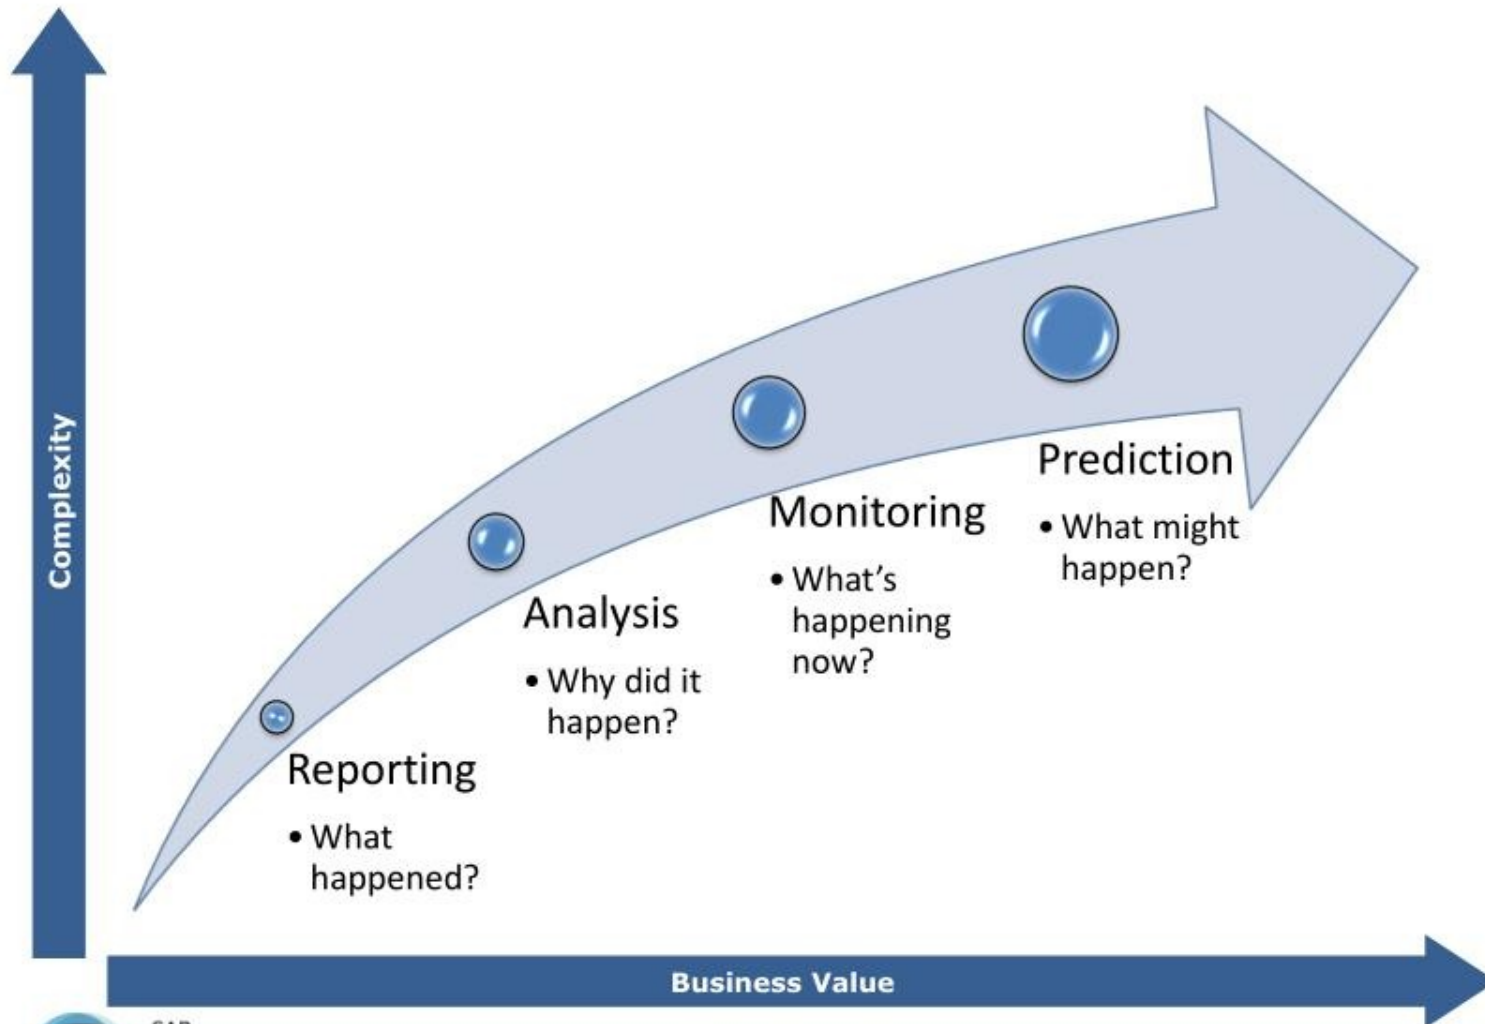 Complexity
Prediction
• What might
happen?
Monitoring
• What's
happening
now?
Analysis
• Why did it
happen?
Reporting
• What
happened?
Business Value